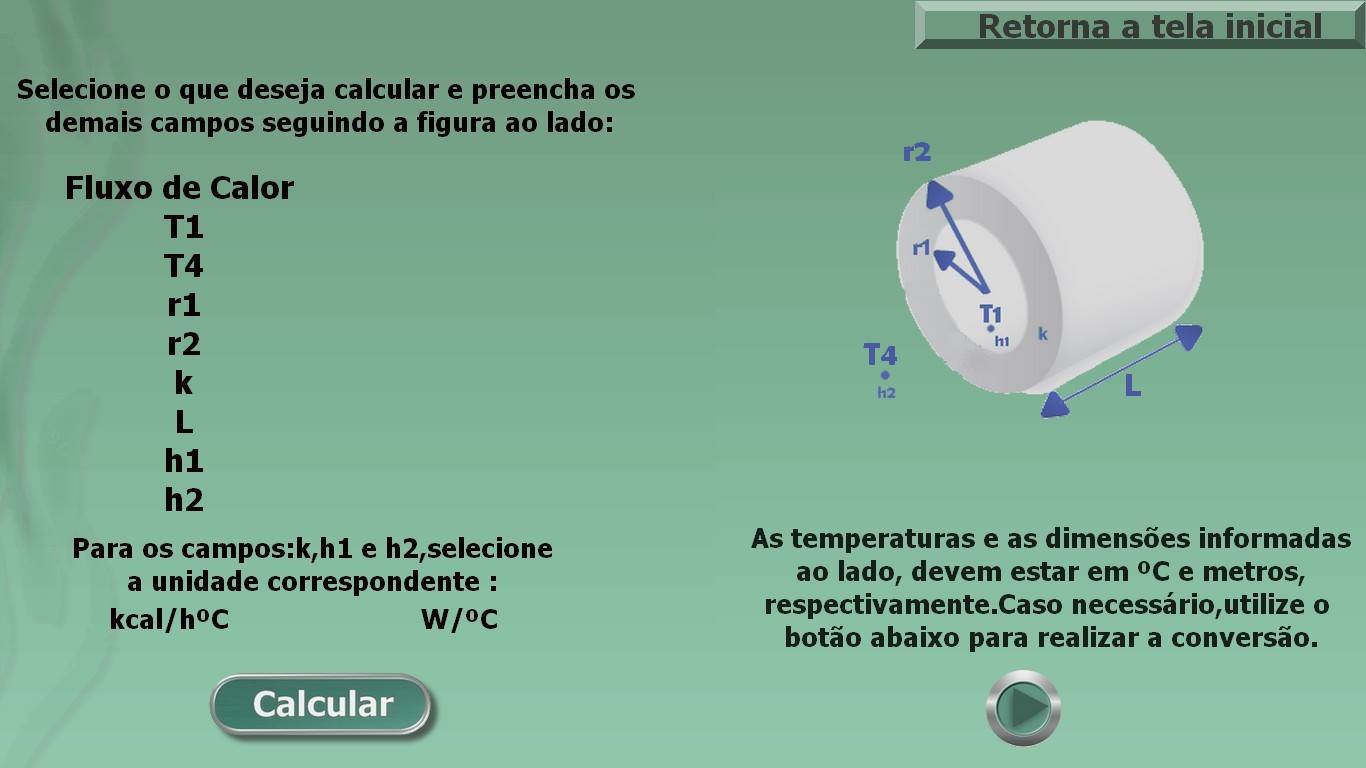 Retorna a tela inicial
Selecione o que deseja calcular e preencha os
demais campos seguindo a figura ao lado:
Fluxo de Calor
T1
T4
r1
r2
k
L
h1
h2
Para os campos:k,h1 e h2,selecione
a unidade correspondente :
kcal/hºC
W/ºC
Calcular
r2
r1
T1
h1
k
T4
h2
L
As temperaturas e as dimensões informadas
ao lado, devem estar em ºC e metros,
respectivamente.Caso necessário,utilize o
botão abaixo para realizar a conversão.